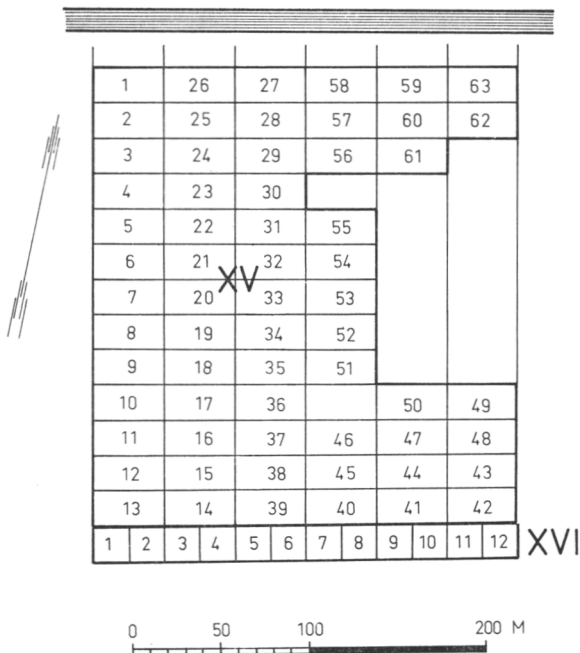 1 26 27 58 59 63
2 25 28 57 60 62
3 24 29 56 61
4 23 30
5 22 31 55
6 21 32 54
XV
7 20 33 53
8 19 34 52
9 18 35 51
10 17 36 50 49
11 16 37 46 47 48
12 15 38 45 44 43
13 14 39 40 41 42
1 2 3 4 5 6 7 8 9 10 11 12 XVI
0 50 100 200 M